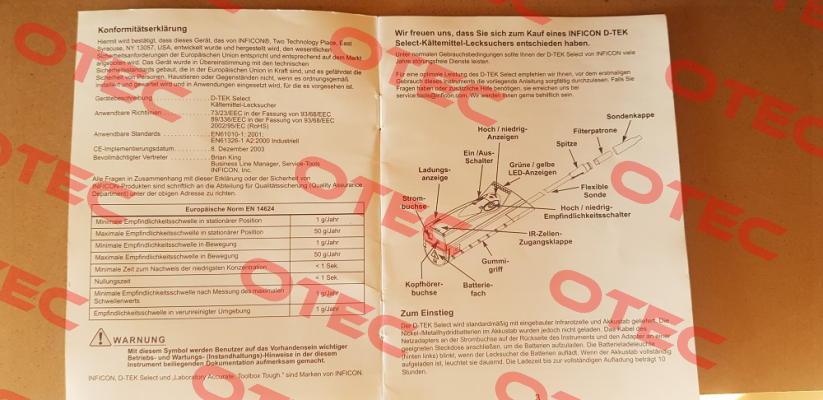 Konformitätserklärung
Hiermit wird bestätigt, dass dieses Gerät, das von INFICON®, Two Technology Place, East
Syracuse, NY 13057, USA, entwickelt wurde und hergestellt wird, den wesentlichen
Sicherheitsanforderungen der Europäischen Union entspricht und entsprechend auf dem Markt
angeboten wird. Das Gerät wurde in Übereinstimmung mit den technischen
Sicherheitsstandards gebaut, die in der Europäischen Union in Kraft sind, und es gefährdet die
Sicherheit von Personen, Haustieren oder Gegenständen nicht, wenn es ordnungsgemäß
installiert und gewartet wird und in Anwendungen eingesetzt wird, für die es vorgesehen ist.
Gerätebeschreibung . . . . . . . . . . . D-TEK Select
Kältemittel-Lecksucher
Anwendbare Richtlinien . . . . . . . . 73/23/EEC in der Fassung von 93/68/EEC
89/336/EEC in der Fassung von 93/68/EEC
2002/95/EC (RoHS)
Anwendbare Standards . . . . . . . . EN61010-1: 2001;
EN61326-1 A2:2000 Industriell
CE-Implementierungsdatum . . . . . 8. Dezember 2003
Bevollmächtigter Vertreter . . . . . . Brian King
Business Line Manager, Service-Tools
INFICON, Inc.
Alle Fragen in Zusammenhang mit dieser Erklärung oder der Sicherheit von
INFICON-Produkten sind schriftlich an die Abteilung für Qualitätssicherung (Quality Assurance
Department) unter der obigen Adresse zu richten.
Europäische Norm EN 14624
Minimale Empfindlichkeitsschwelle in stationärer Position 1 g/Jahr
Maximale Empfindlichkeitsschwelle in stationärer Position 50 g/Jahr
Minimale Empfindlichkeitsschwelle in Bewegung 1 g/Jahr
Maximale Empfindlichkeitsschwelle in Bewegung 50 g/Jahr
Minimale Zeit zum Nachweis der niedrigsten Konzentration < 1 Sek.
Nullungszeit < 1 Sek.
Minimale Empfindlichkeitsschwelle nach Messung des maximalen
Schwellenwerts 1 g/Jahr
Empfindlichkeitsschwelle in verunreinigter Umgebung 1 g/Jahr
WARNUNG
Mit diesem Symbol werden Benutzer auf das Vorhandensein wichtiger
Betriebs- und Wartungs- (Instandhaltungs)-Hinweise in der diesem
Instrument beiliegenden Dokumentation aufmerksam gemacht.
INFICON, D-TEK Select und „Laboratory Accurate. Toolbox Tough." sind Marken von INFICON.
Wir freuen uns, dass Sie sich zum Kauf eines INFICON D-TEK
Select-Kältemittel-Lecksuchers entschieden haben.
Unter normalen Gebrauchsbedingungen sollte Ihnen der D-TEK Select von INFICON viele
Jahre störungsfreie Dienste leisten.
Für eine optimale Leistung des D-TEK Select empfehlen wir Ihnen, vor dem erstmaligen
Gebrauch dieses Instruments die vorliegende Anleitung sorgfältig durchzulesen. Falls Sie
Fragen haben oder zusätzliche Hilfe benötigen, sie erreichen uns bei
service.tools@inficon.com. Wir werden Ihnen gerne behilflich sein.
Sondenkappe
Hoch / niedrig-
Anzeigen
Filterpatrone
Spitze
Ein /Aus-
Schalter
Grüne / gelbe
LED-Anzeigen
Ladungs-
anzeige
Flexible
Sonde
Strom-
buchse
Hoch / niedrig-
Empfindlichkeitsschalter
IR-Zellen-
Zugangsklappe
Gummi-
griff
Kopfhörer-
buchse
Batterie-
fach
Zum Einstieg
Der D-TEK Select wird standardmäßig mit eingebauter Infrarotzelle und Akkustab geliefert. Die
Nickel-/Metallhydridbatterien im Akkustab wurden jedoch nicht geladen. Das Kabel des
Netzadapters an der Strombuchse auf der Rückseite des Instruments und den Adapter an einer
geeigneten Steckdose anschließen, um die Batterien aufzuladen. Die Batterieladeleuchte
(hinten links) blinkt, wenn der Lecksucher die Batterien auflädt. Wenn der Akkustab vollständig
aufgeladen ist, leuchtet sie dauernd. Die Ladezeit bis zur vollständigen Aufladung beträgt 10
Stunden.
3
OTEC